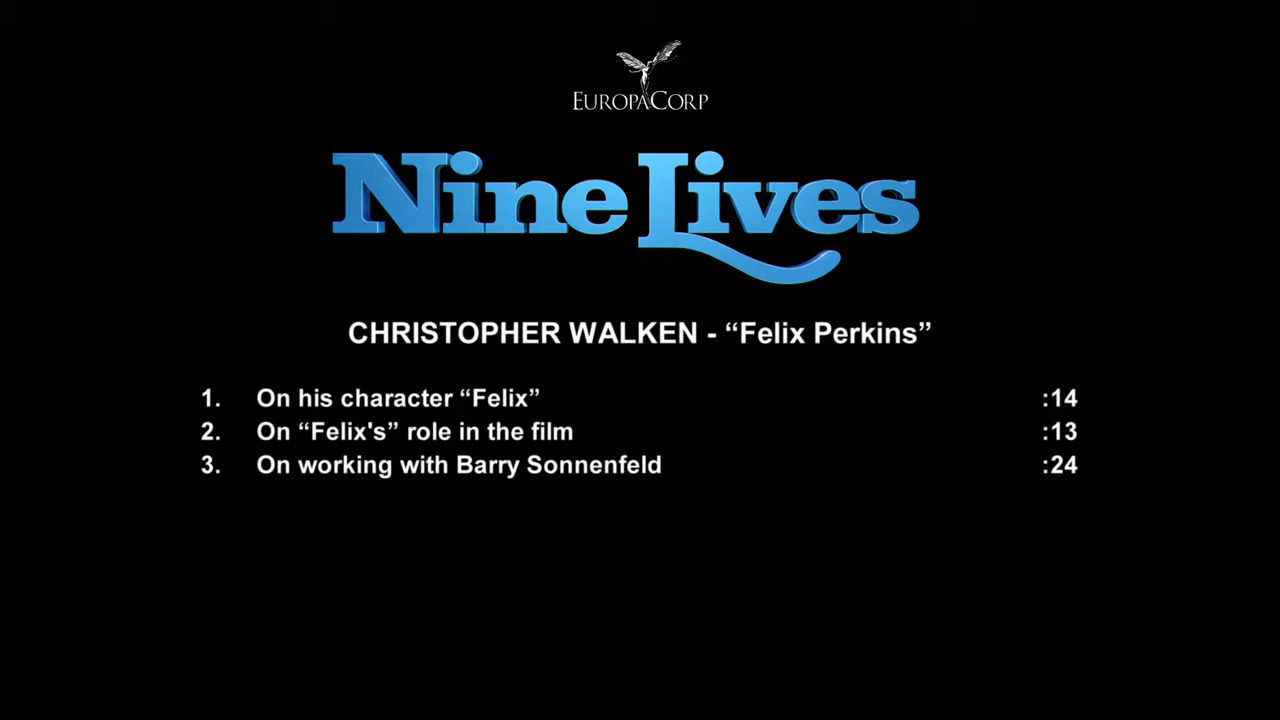 EUROPACORP
Nine Lives
CHRISTOPHER WALKEN - “Felix Perkins”
1. On his character “Felix” :14
2. On “Felix's” role in the film :13
3. On working with Barry Sonnenfeld :24